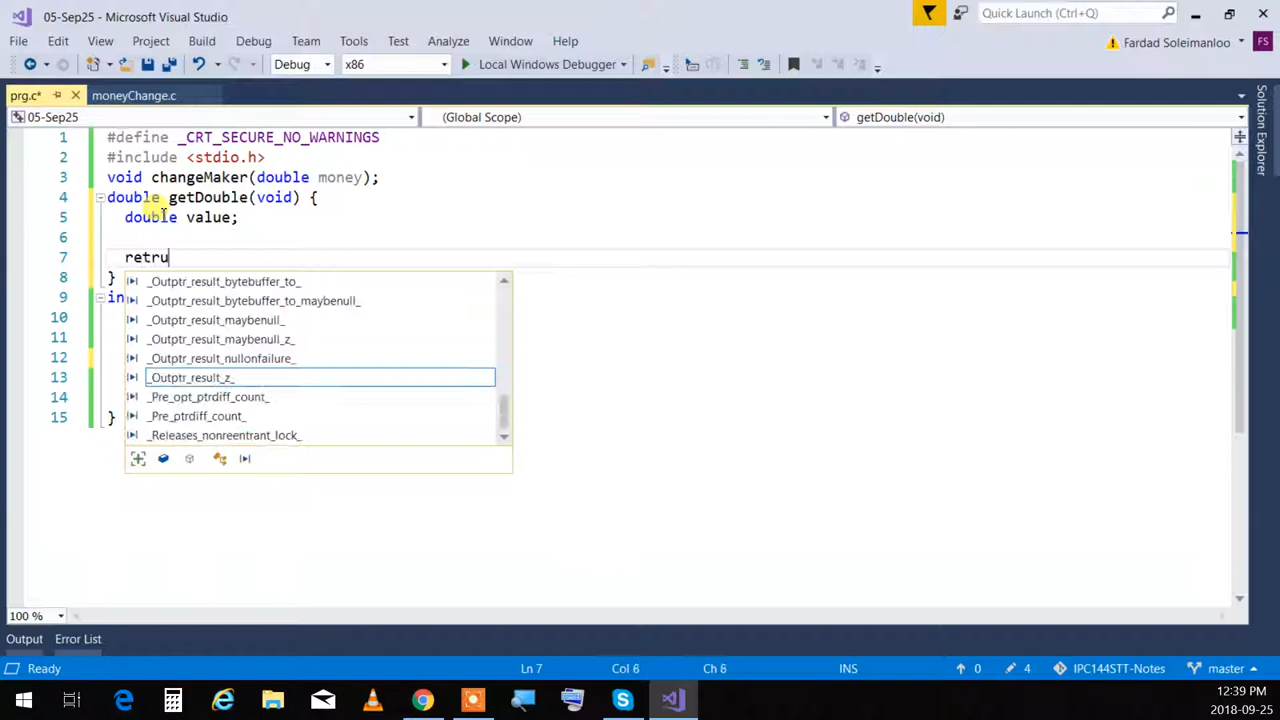 05-Sep25 - Microsoft Visual Studio
Quick Launch (Ctrl+Q)
File Edit View Project Build Debug Team Tools Test Analyze Window Help
Fardad Soleimanloo FS
Debug x86 Local Windows Debugger
prg.c* moneyChange.c
05-Sep25 (Global Scope) getDouble(void)
Solution Explorer
1 #define _CRT_SECURE_NO_WARNINGS
2 #include <stdio.h>
3 void changeMaker(double money);
4 double getDouble(void) {
5 double value;
6
7 retru
8 }
9 in
10
11
12
13
14
15 }
_Outptr_result_bytebuffer_to_
_Outptr_result_bytebuffer_to_maybenull_
_Outptr_result_maybenull_
_Outptr_result_maybenull_z_
_Outptr_result_nullonfailure_
_Outptr_result_z_
_Pre_opt_ptrdiff_count_
_Pre_ptrdiff_count_
_Releases_nonreentrant_lock_
100 %
Output Error List
Ready Ln 7 Col 6 Ch 6 INS 0 4 IPC144STT-Notes master
12:39 PM
2018-09-25